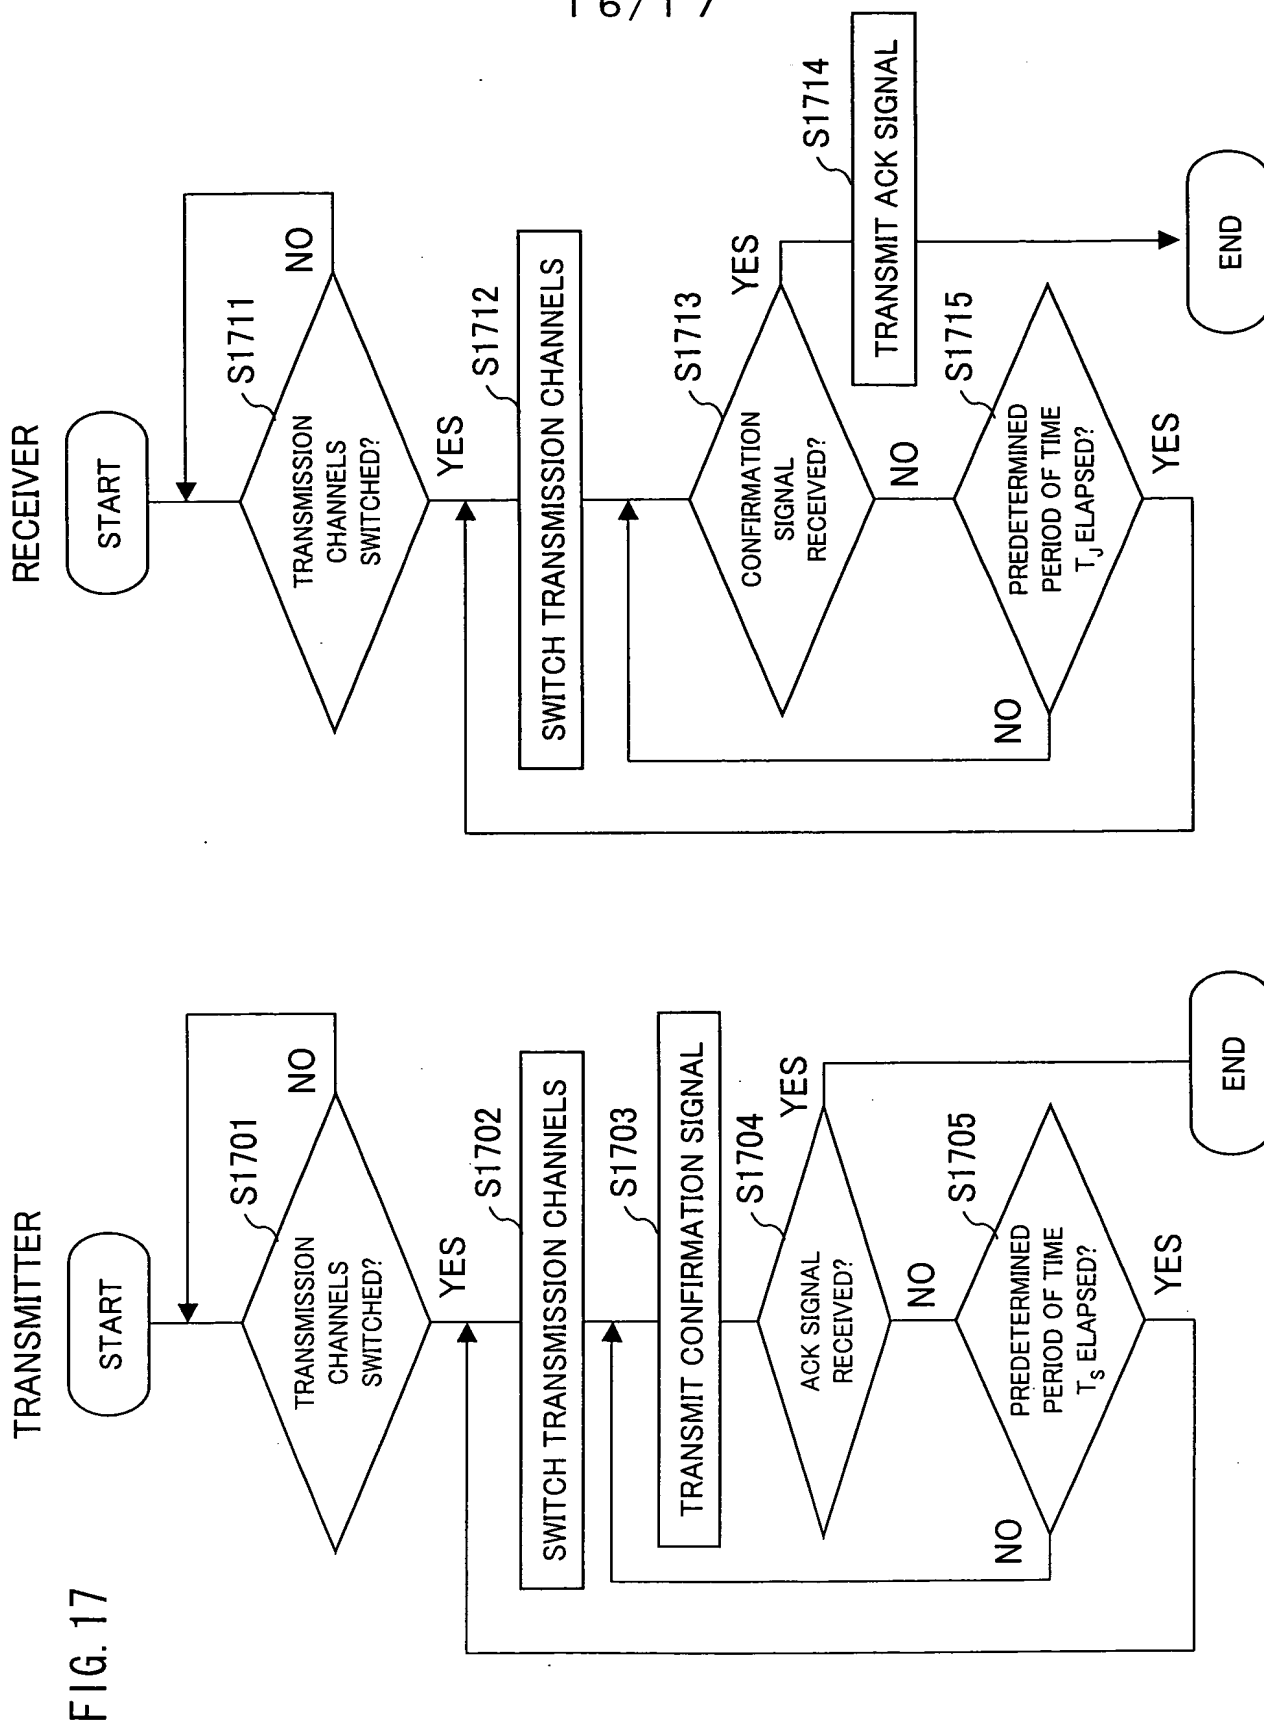 16/17
FIG. 17
TRANSMITTER
START
TRANSMISSION
CHANNELS
SWITCHED?
S1701
NO
YES
SWITCH TRANSMISSION CHANNELS
S1702
TRANSMIT CONFIRMATION SIGNAL
S1703
ACK SIGNAL
RECEIVED?
S1704
YES
NO
PREDETERMINED
PERIOD OF TIME
TS ELAPSED?
S1705
NO
YES
END
RECEIVER
START
TRANSMISSION
CHANNELS
SWITCHED?
S1711
NO
YES
SWITCH TRANSMISSION CHANNELS
S1712
CONFIRMATION
SIGNAL
RECEIVED?
S1713
YES
NO
TRANSMIT ACK SIGNAL
S1714
PREDETERMINED
PERIOD OF TIME
TJ ELAPSED?
S1715
NO
YES
END